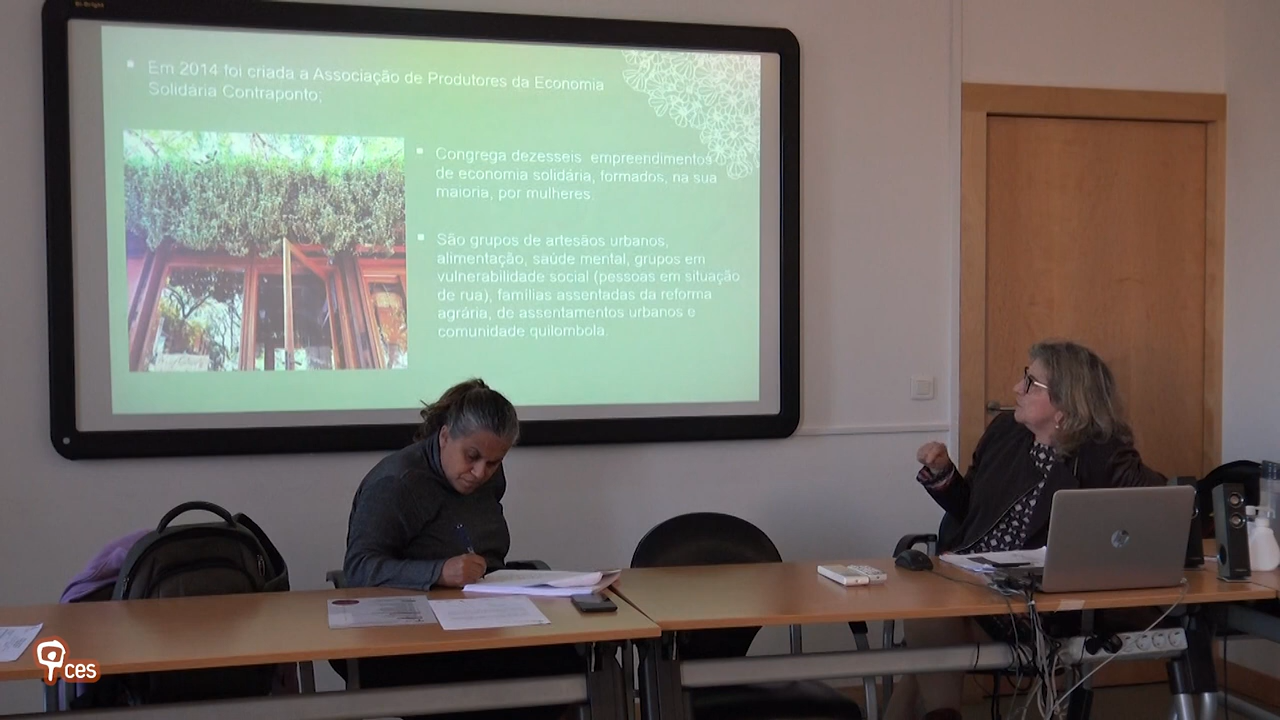 Em 2014 foi criada a Associação de Produtores da Economia
Solidária Contraponto;
Congrega dezesseis empreendimentos
de economia solidária, formados, na sua
maioria, por mulheres.
São grupos de artesãos urbanos,
alimentação, saúde mental, grupos em
vulnerabilidade social (pessoas em situação
de rua), famílias assentadas da reforma
agrária, de assentamentos urbanos e
comunidade quilombola.
hp
ces